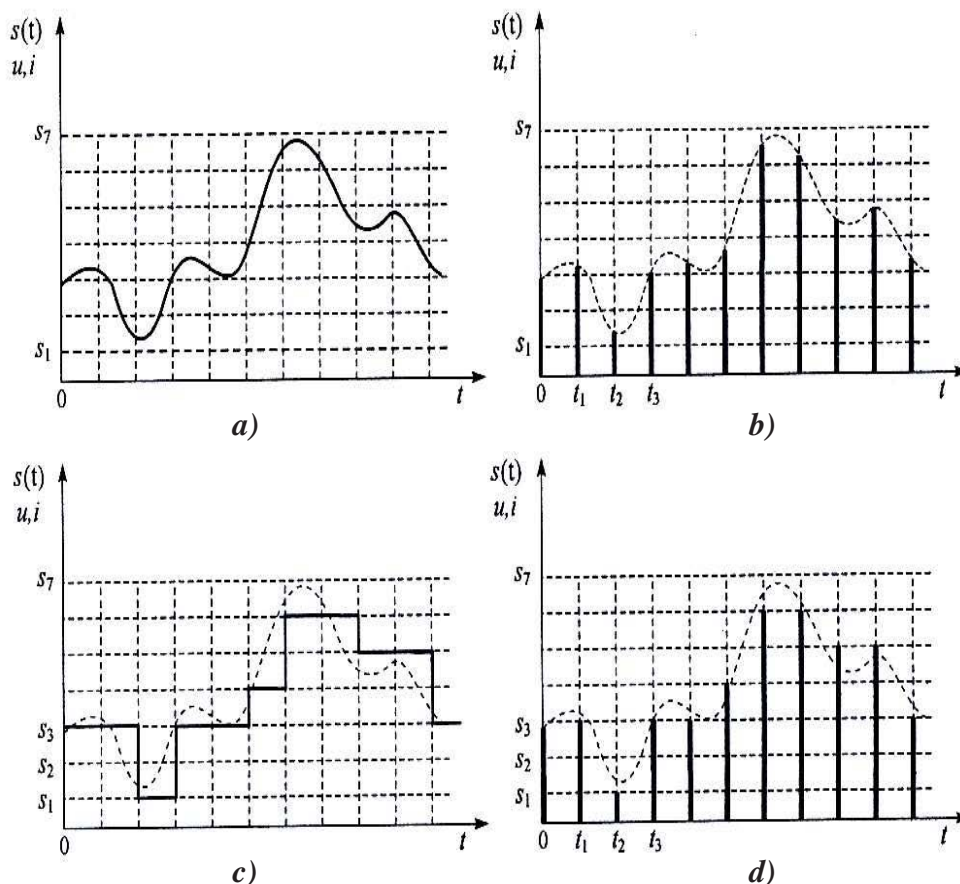 s(t)
u,i
s7
s1
0
t
a)
s(t)
u,i
s7
s1
0 t1 t2 t3
t
b)
s(t)
u,i
s7
s3
s2
s1
0
t
c)
s(t)
u,i
s7
s3
s2
s1
0 t1 t2 t3
t
d)